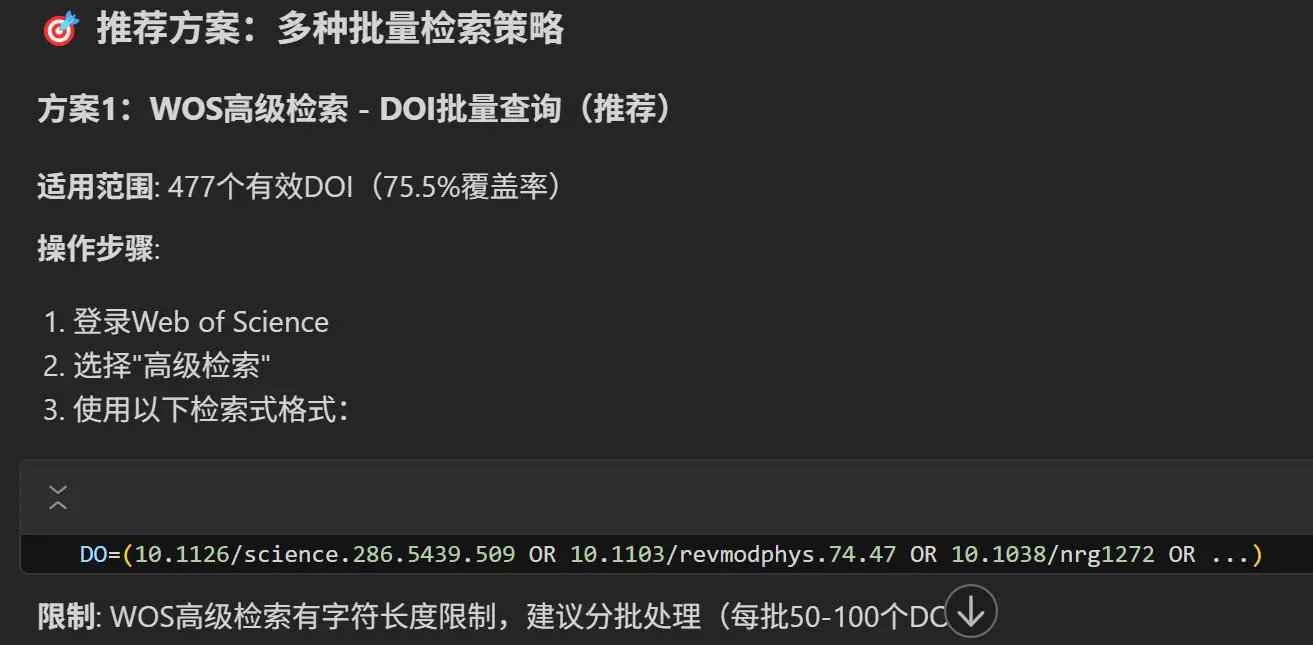 🎯 推荐方案：多种批量检索策略
方案1：WOS高级检索 - DOI批量查询（推荐）
适用范围: 477个有效DOI（75.5%覆盖率）
操作步骤:
1. 登录Web of Science
2. 选择"高级检索"
3. 使用以下检索式格式：
DO=(10.1126/science.286.5439.509 OR 10.1103/revmodphys.74.47 OR 10.1038/nrg1272 OR ...)
限制: WOS高级检索有字符长度限制，建议分批处理（每批50-100个DO